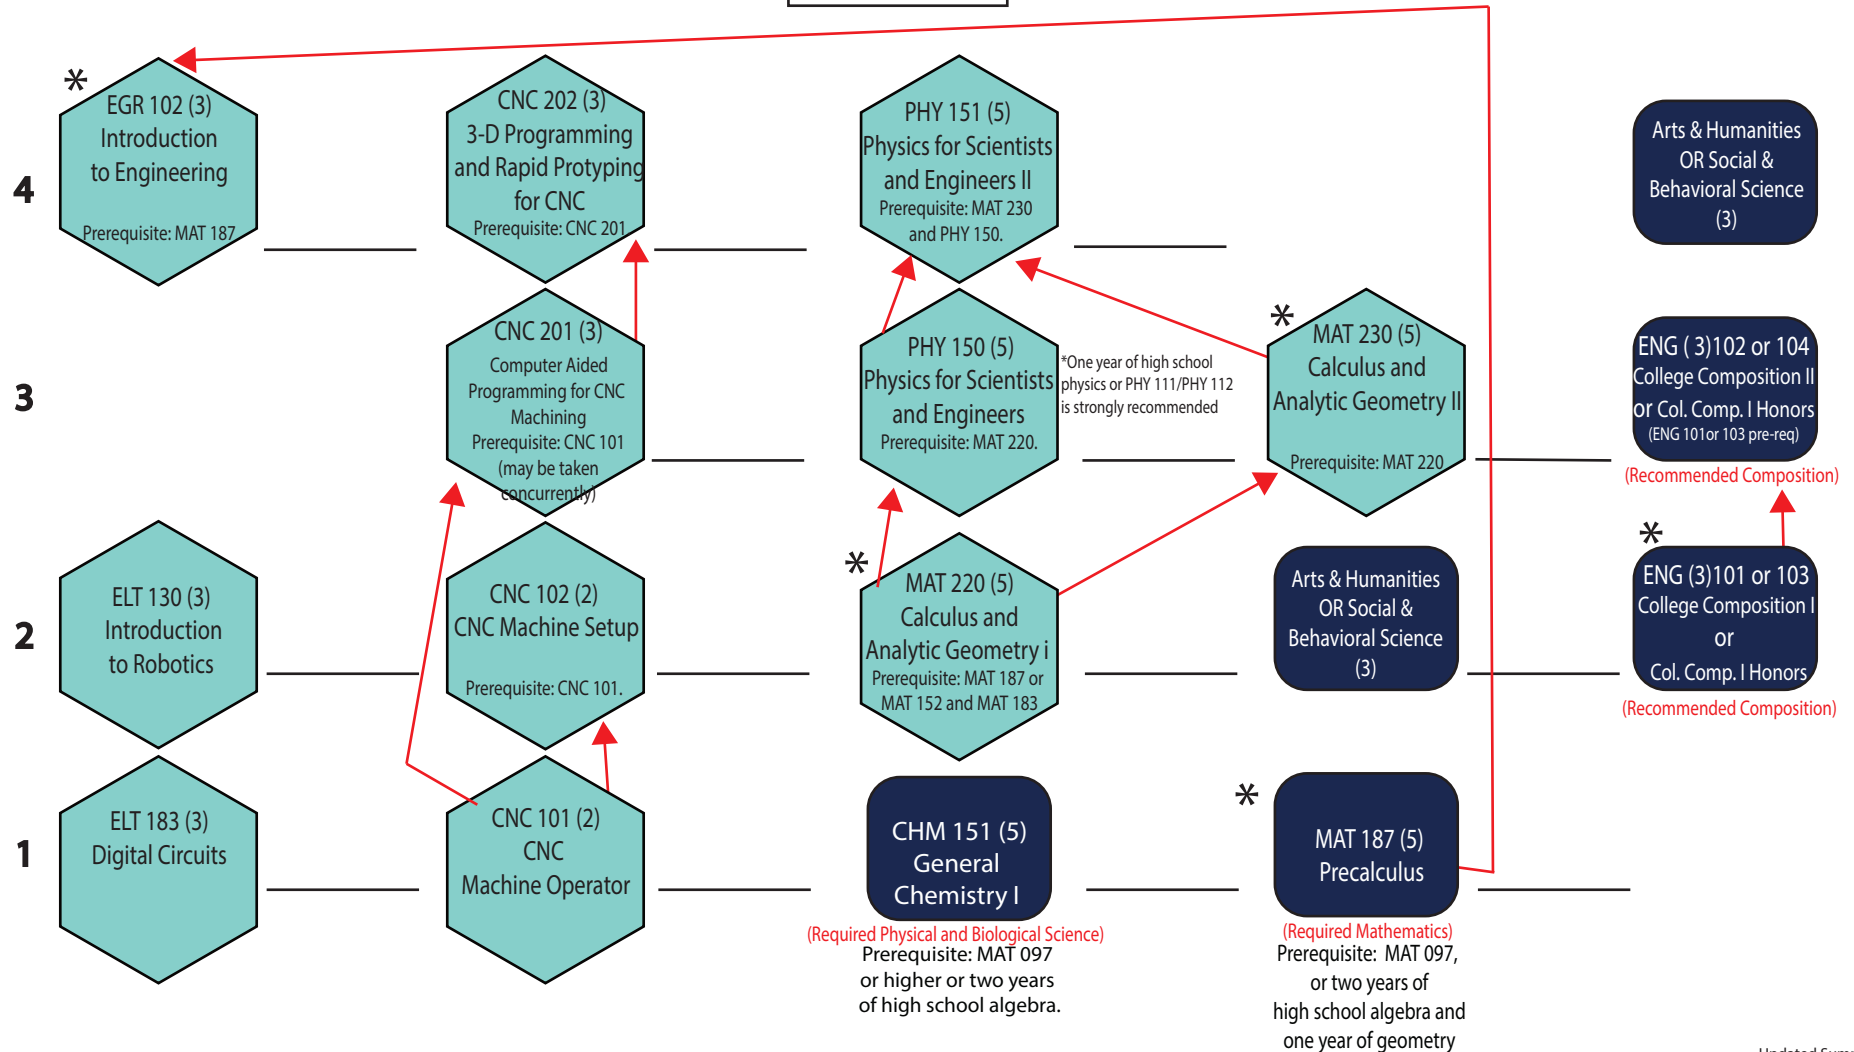 4
*
EGR 102 (3)
Introduction
to Engineering
Prerequisite: MAT 187
CNC 202 (3)
3-D Programming
and Rapid Protyping
for CNC
Prerequisite: CNC 201
PHY 151 (5)
Physics for Scientists
and Engineers II
Prerequisite: MAT 230
and PHY 150.
Arts & Humanities
OR Social &
Behavioral Science
(3)
3
CNC 201 (3)
Computer Aided
Programming for CNC
Machining
Prerequisite: CNC 101
(may be taken
concurrently)
PHY 150 (5)
Physics for Scientists
and Engineers
Prerequisite: MAT 220.
*One year of high school
physics or PHY 111/PHY 112
is strongly recommended
*
MAT 230 (5)
Calculus and
Analytic Geometry II
Prerequisite: MAT 220
ENG ( 3)102 or 104
College Composition II
or Col. Comp. I Honors
(ENG 101or 103 pre-req)
(Recommended Composition)
2
ELT 130 (3)
Introduction
to Robotics
CNC 102 (2)
CNC Machine Setup
Prerequisite: CNC 101.
*
MAT 220 (5)
Calculus and
Analytic Geometry i
Prerequisite: MAT 187 or
MAT 152 and MAT 183
Arts & Humanities
OR Social &
Behavioral Science
(3)
*
ENG (3)101 or 103
College Composition I
or
Col. Comp. I Honors
(Recommended Composition)
1
ELT 183 (3)
Digital Circuits
CNC 101 (2)
CNC
Machine Operator
CHM 151 (5)
General
Chemistry I
(Required Physical and Biological Science)
Prerequisite: MAT 097
or higher or two years
of high school algebra.
*
MAT 187 (5)
Precalculus
(Required Mathematics)
Prerequisite: MAT 097,
or two years of
high school algebra and
one year of geometry